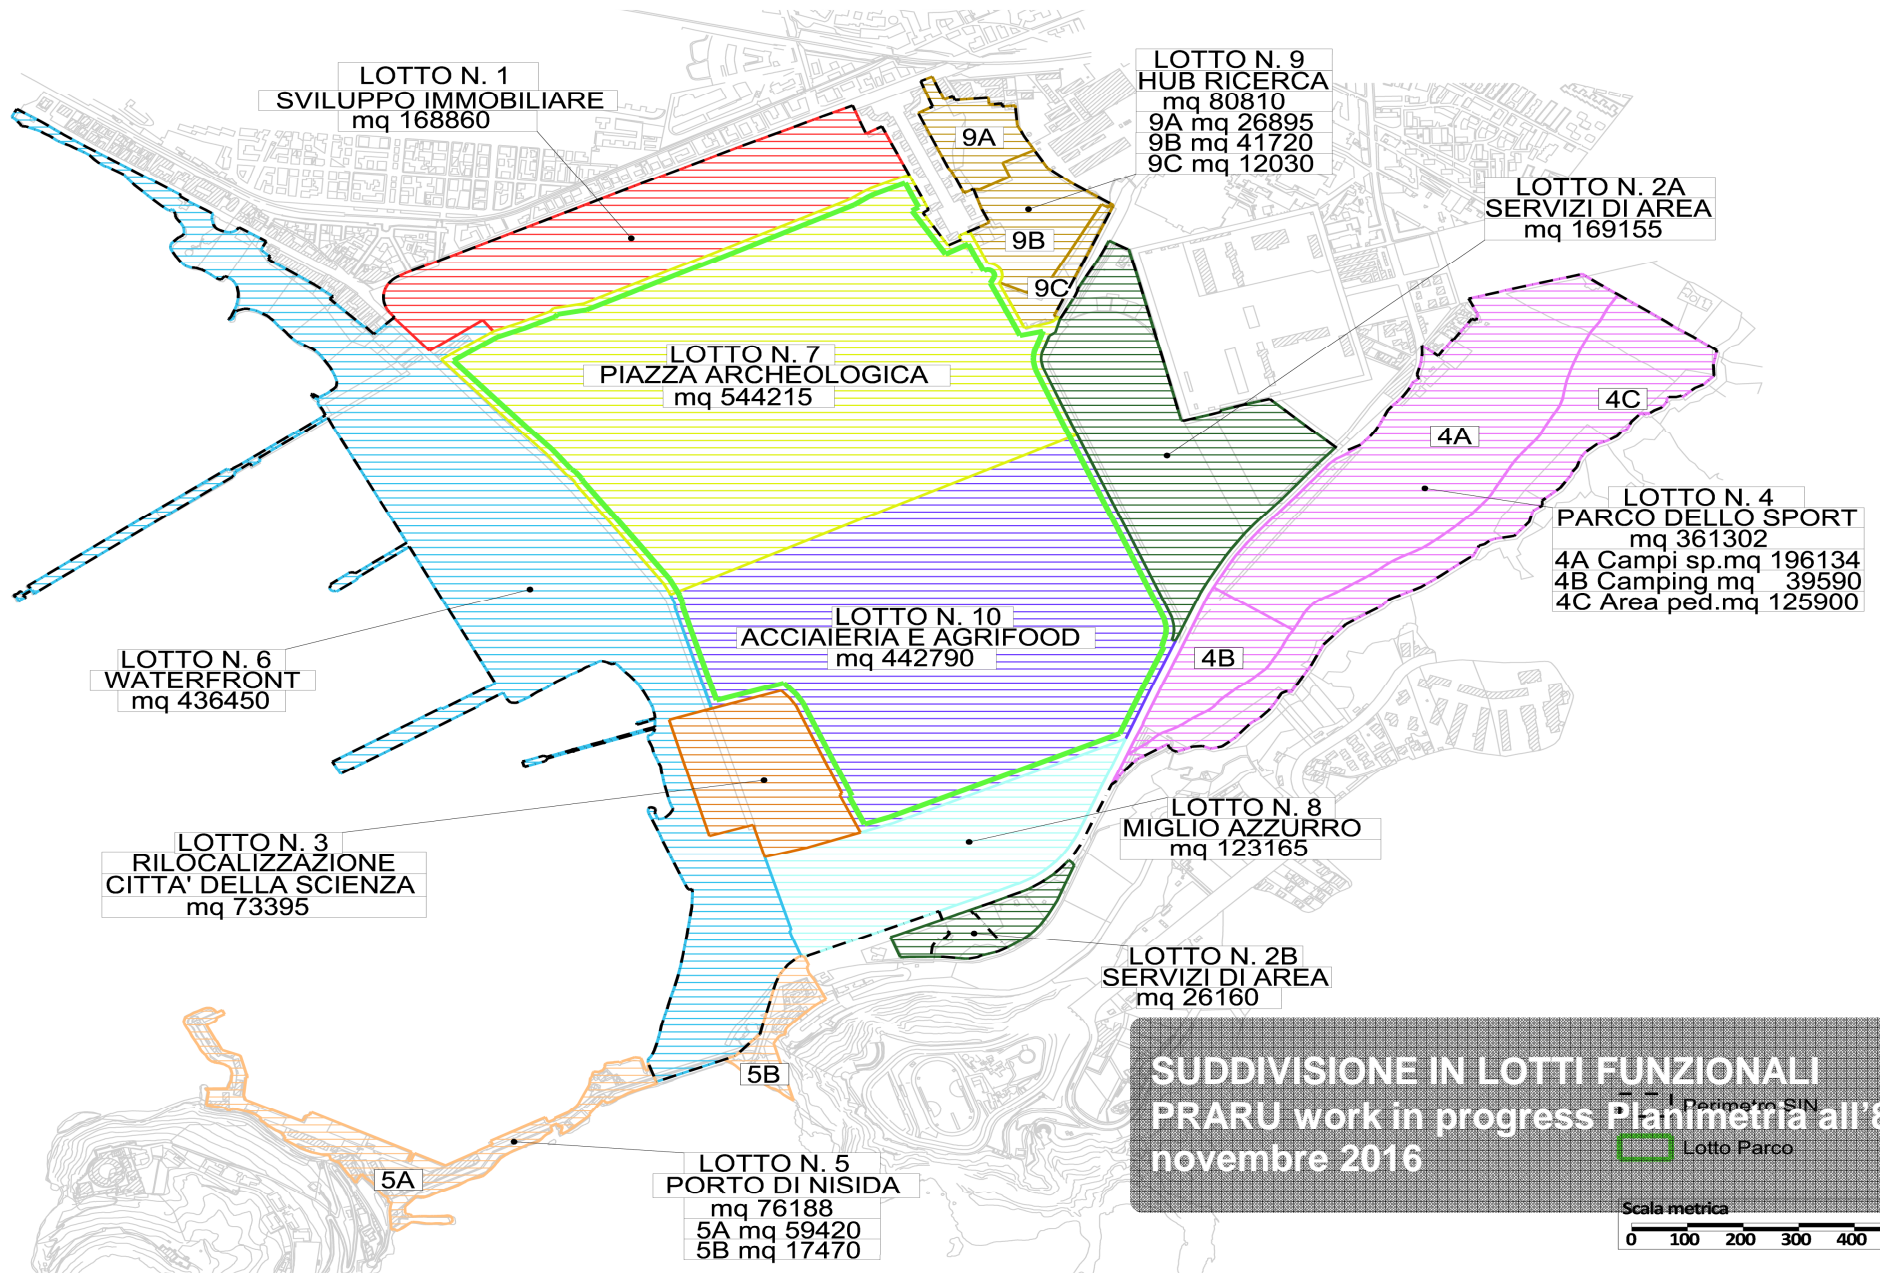 LOTTO N. 1
SVILUPPO IMMOBILIARE
mq 168860
LOTTO N. 9
HUB RICERCA
mq 80810
9A mq 26895
9B mq 41720
9C mq 12030
9A
9B
9C
LOTTO N. 2A
SERVIZI DI AREA
mq 169155
LOTTO N. 7
PIAZZA ARCHEOLOGICA
mq 544215
4C
4A
4B
LOTTO N. 4
PARCO DELLO SPORT
mq 361302
4A Campi sp.mq 196134
4B Camping mq 39590
4C Area ped.mq 125900
LOTTO N. 10
ACCIAIERIA E AGRIFOOD
mq 442790
LOTTO N. 6
WATERFRONT
mq 436450
LOTTO N. 8
MIGLIO AZZURRO
mq 123165
LOTTO N. 3
RILOCALIZZAZIONE
CITTA' DELLA SCIENZA
mq 73395
LOTTO N. 2B
SERVIZI DI AREA
mq 26160
5B
5A
LOTTO N. 5
PORTO DI NISIDA
mq 76188
5A mq 59420
5B mq 17470
SUDDIVISIONE IN LOTTI FUNZIONALI
PRARU work in progress Planimetria all'8
novembre 2016
Perimetro SIN
Lotto Parco
Scala metrica
0 100 200 300 400